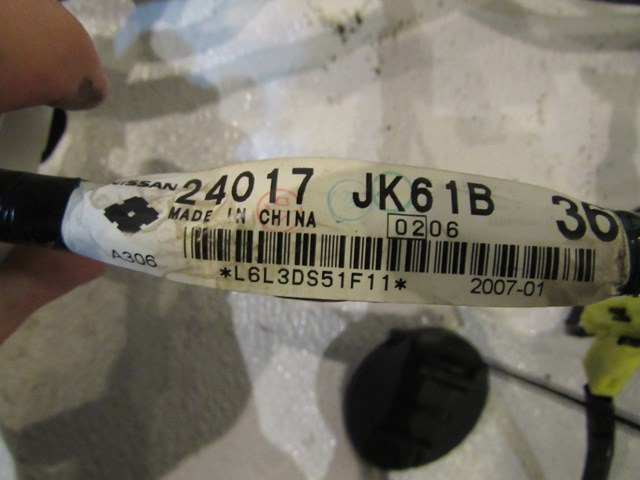 NISSAN 24017 JK61B 36
MADE IN CHINA 0206
A306
*L6L3DS51F11* 2007-01